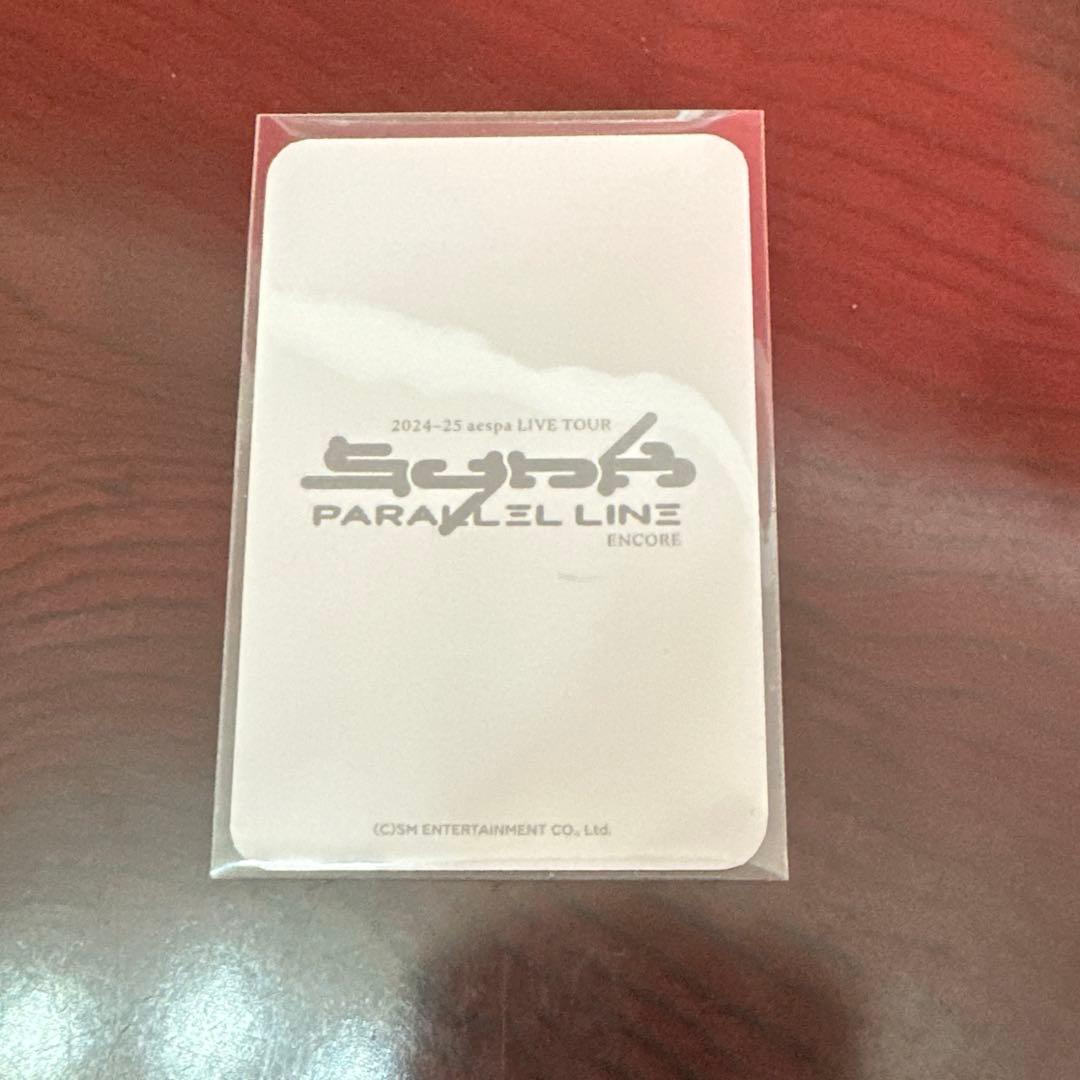 2024–25 aespa LIVE TOUR
SYNK
PARALLEL LINE
ENCORE
(C)SM ENTERTAINMENT CO., Ltd.